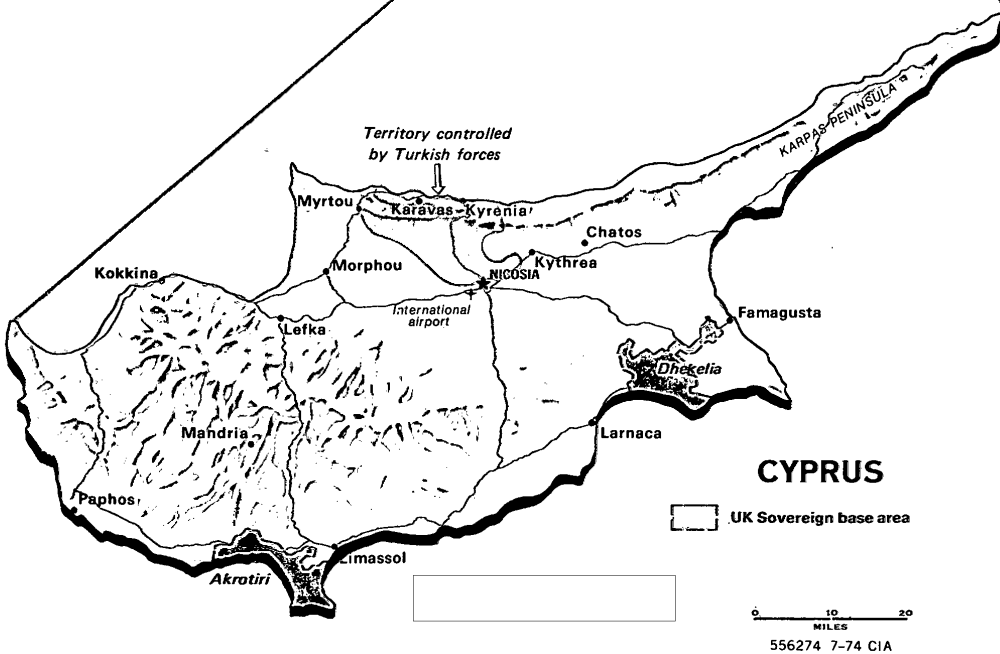 Territory controlled
by Turkish forces
KARPAS PENINSULA
Myrtou
Karavas
Kyrenia
Chatos
Kythrea
Kokkina
Morphou
NICOSIA
International
airport
Lefka
Famagusta
Dhekelia
Mandria
Larnaca
CYPRUS
UK Sovereign base area
Paphos
Limassol
Akrotiri
0 10 20
MILES
556274 7-74 CIA